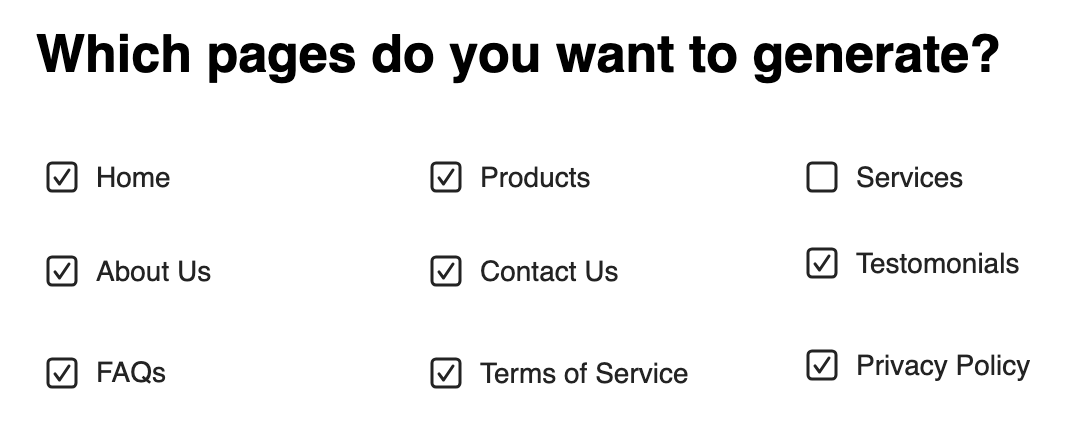 Which pages do you want to generate?
Home
Products
Services
About Us
Contact Us
Testomonials
FAQs
Terms of Service
Privacy Policy